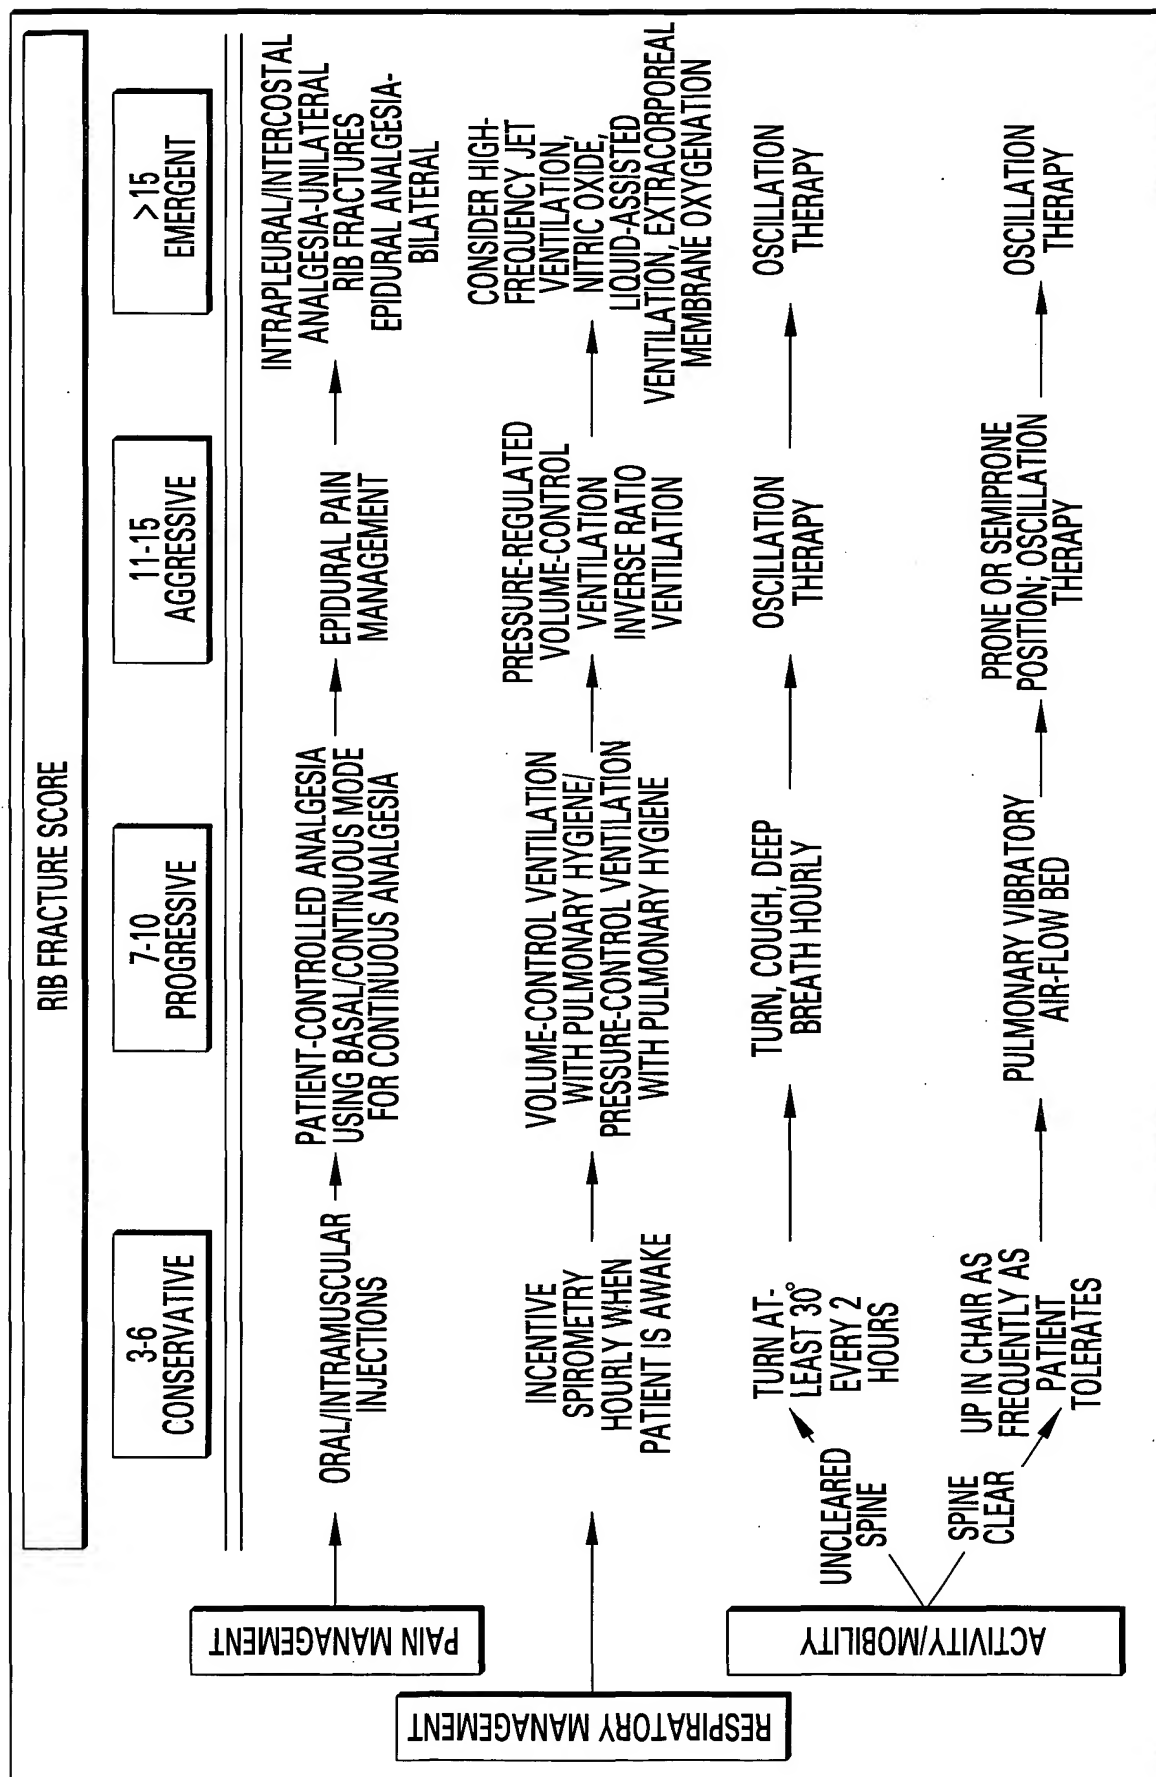 RIB FRACTURE SCORE
3-6
CONSERVATIVE
7-10
PROGRESSIVE
11-15
AGGRESSIVE
>15
EMERGENT
PAIN MANAGEMENT
ORAL/INTRAMUSCULAR
INJECTIONS
PATIENT-CONTROLLED ANALGESIA
USING BASAL/CONTINUOUS MODE
FOR CONTINUOUS ANALGESIA
EPIDURAL PAIN
MANAGEMENT
INTRAPLEURAL/INTERCOSTAL
ANALGESIA-UNILATERAL
RIB FRACTURES
EPIDURAL ANALGESIA-
BILATERAL
RESPIRATORY MANAGEMENT
INCENTIVE
SPIROMETRY
HOURLY WHEN
PATIENT IS AWAKE
VOLUME-CONTROL VENTILATION
WITH PULMONARY HYGIENE/
PRESSURE-CONTROL VENTILATION
WITH PULMONARY HYGIENE
PRESSURE-REGULATED
VOLUME-CONTROL
VENTILATION
INVERSE RATIO
VENTILATION
CONSIDER HIGH-
FREQUENCY JET
VENTILATION,
NITRIC OXIDE,
LIQUID-ASSISTED
VENTILATION, EXTRACORPOREAL
MEMBRANE OXYGENATION
ACTIVITY/MOBILITY
UNCLEARED
SPINE
TURN AT-
LEAST 30°
EVERY 2
HOURS
TURN, COUGH, DEEP
BREATH HOURLY
OSCILLATION
THERAPY
OSCILLATION
THERAPY
SPINE
CLEAR
UP IN CHAIR AS
FREQUENTLY AS
PATIENT
TOLERATES
PULMONARY VIBRATORY
AIR-FLOW BED
PRONE OR SEMIPRONE
POSITION; OSCILLATION
THERAPY
OSCILLATION
THERAPY